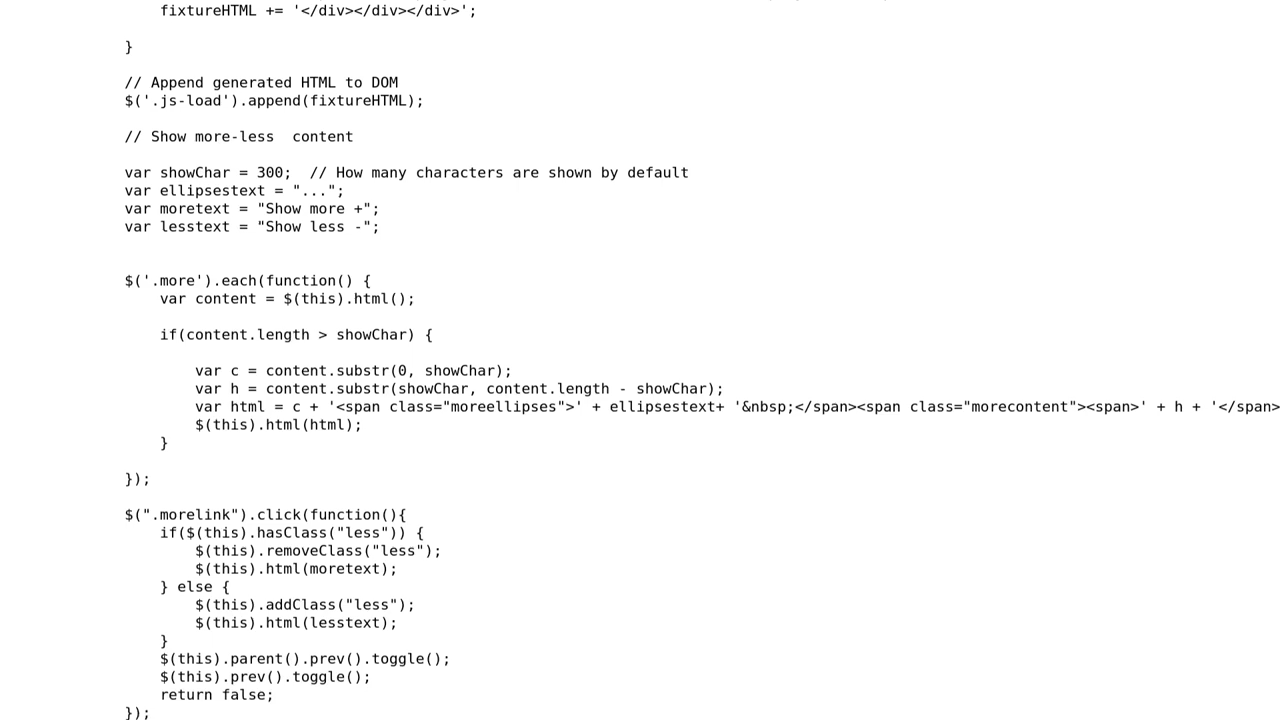 fixtureHTML += '</div></div></div>';
}
// Append generated HTML to DOM
$('.js-load').append(fixtureHTML);
// Show more-less  content
var showChar = 300;  // How many characters are shown by default
var ellipsestext = "...";
var moretext = "Show more +";
var lesstext = "Show less -";
$('.more').each(function() {
var content = $(this).html();
if(content.length > showChar) {
var c = content.substr(0, showChar);
var h = content.substr(showChar, content.length - showChar);
var html = c + '<span class="moreellipses">' + ellipsestext+ '&nbsp;</span><span class="morecontent"><span>' + h + '</span>
$(this).html(html);
}
});
$(".morelink").click(function(){
if($(this).hasClass("less")) {
$(this).removeClass("less");
$(this).html(moretext);
} else {
$(this).addClass("less");
$(this).html(lesstext);
}
$(this).parent().prev().toggle();
$(this).prev().toggle();
return false;
});